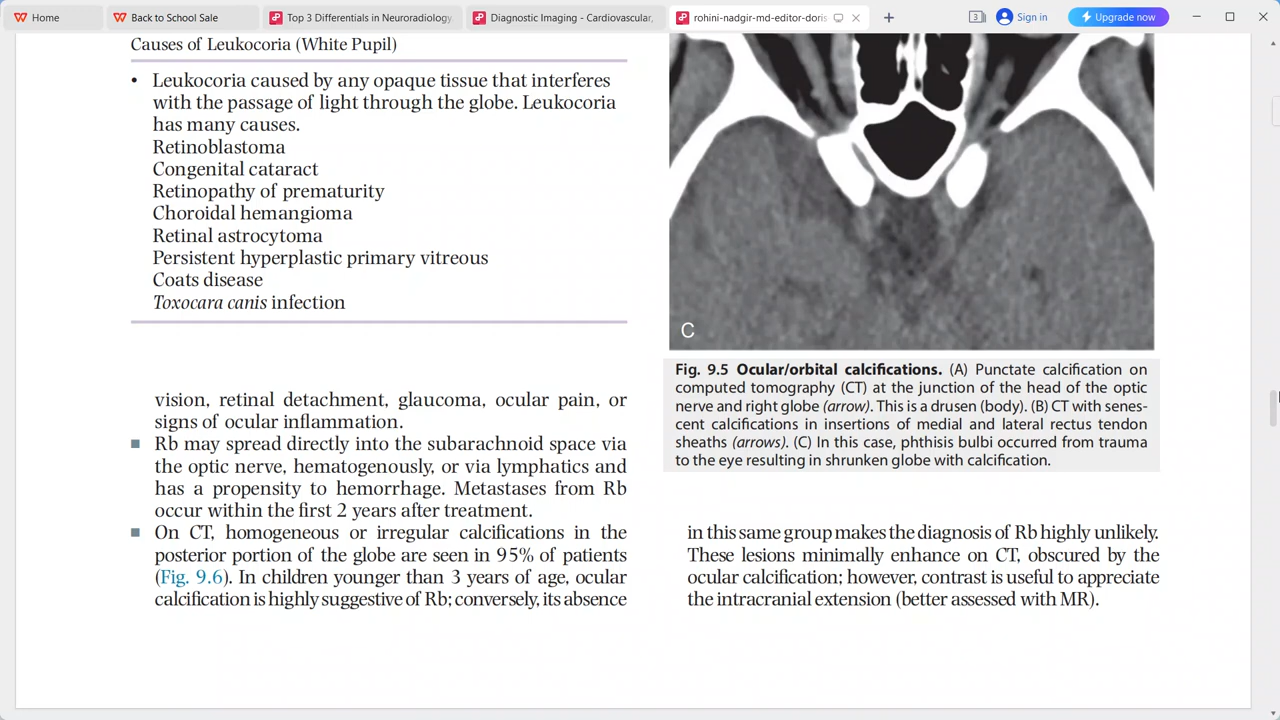 Home
Back to School Sale
Top 3 Differentials in Neuroradiology
Diagnostic Imaging - Cardiovascular,
rohini-nadgir-md-editor-doris
3
Sign in
Upgrade now
Causes of Leukocoria (White Pupil)
• Leukocoria caused by any opaque tissue that interferes
with the passage of light through the globe. Leukocoria
has many causes.
Retinoblastoma
Congenital cataract
Retinopathy of prematurity
Choroidal hemangioma
Retinal astrocytoma
Persistent hyperplastic primary vitreous
Coats disease
Toxocara canis infection
vision, retinal detachment, glaucoma, ocular pain, or
signs of ocular inflammation.
■ Rb may spread directly into the subarachnoid space via
the optic nerve, hematogenously, or via lymphatics and
has a propensity to hemorrhage. Metastases from Rb
occur within the first 2 years after treatment.
■ On CT, homogeneous or irregular calcifications in the
posterior portion of the globe are seen in 95% of patients
(Fig. 9.6). In children younger than 3 years of age, ocular
calcification is highly suggestive of Rb; conversely, its absence
C
Fig. 9.5 Ocular/orbital calcifications. (A) Punctate calcification on
computed tomography (CT) at the junction of the head of the optic
nerve and right globe (arrow). This is a drusen (body). (B) CT with senes-
cent calcifications in insertions of medial and lateral rectus tendon
sheaths (arrows). (C) In this case, phthisis bulbi occurred from trauma
to the eye resulting in shrunken globe with calcification.
in this same group makes the diagnosis of Rb highly unlikely.
These lesions minimally enhance on CT, obscured by the
ocular calcification; however, contrast is useful to appreciate
the intracranial extension (better assessed with MR).